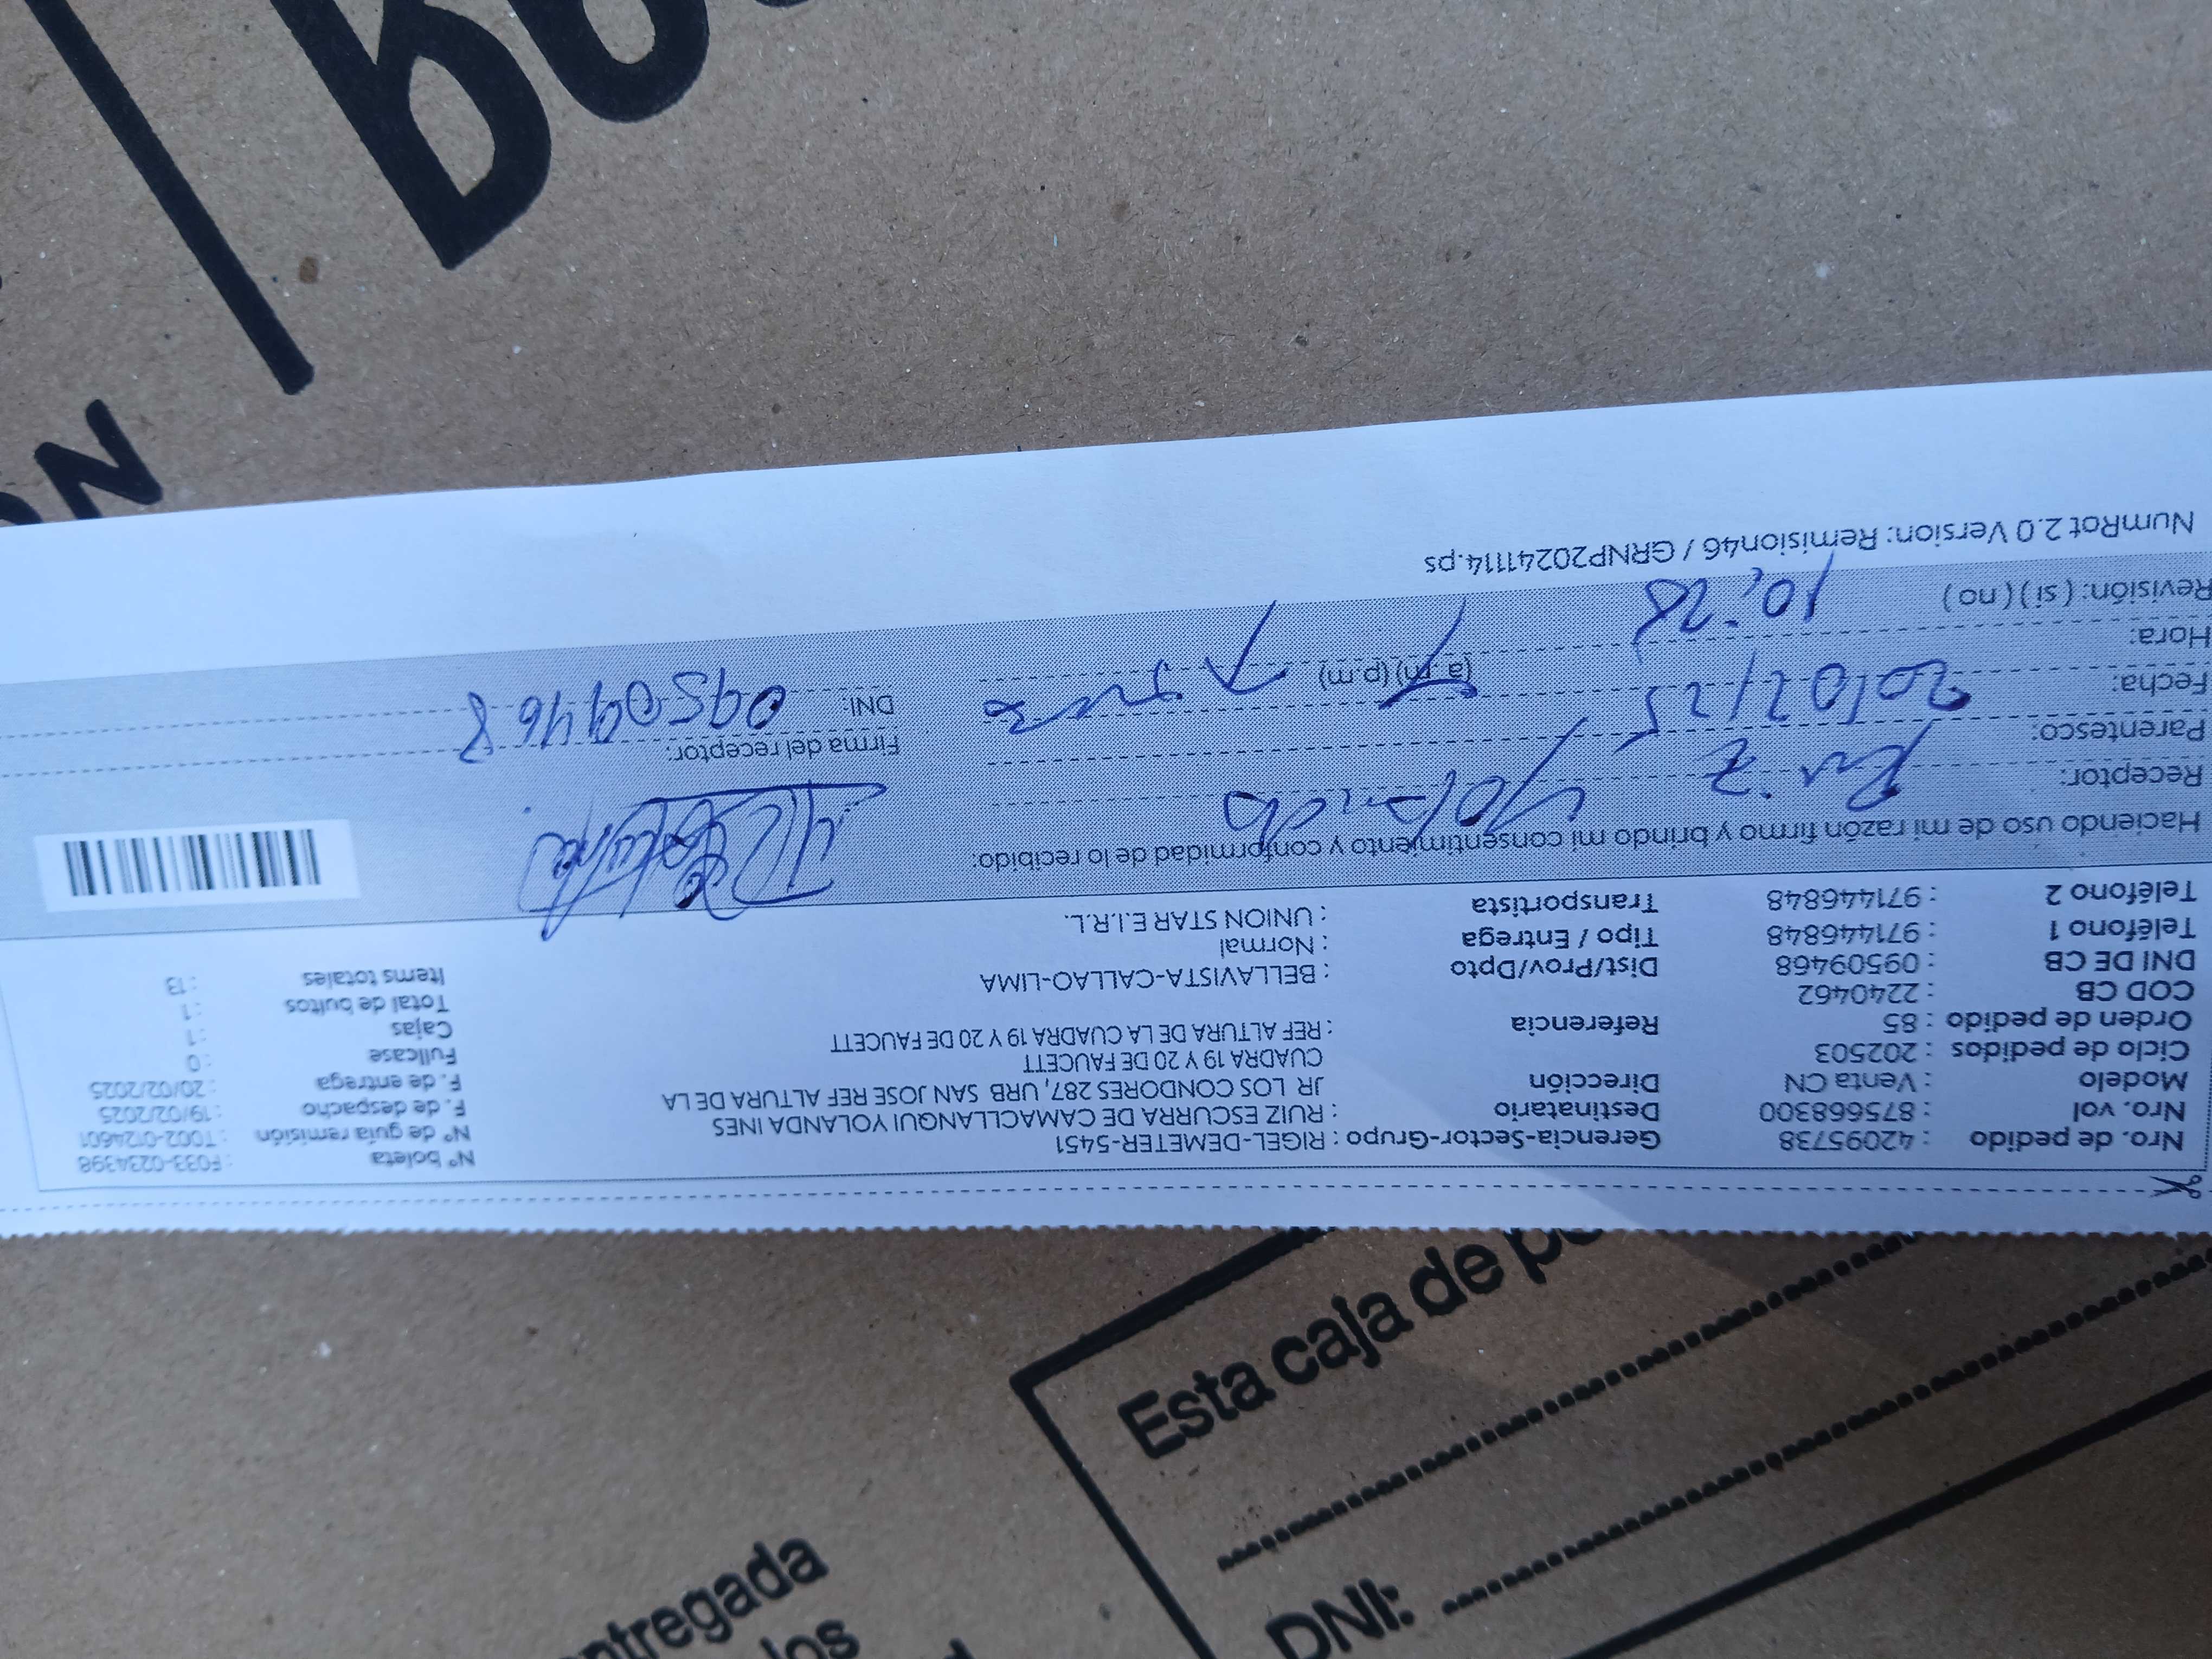 Nro. de pedido : 42095738 Gerencia-Sector-Grupo : RIGEL-DEMETER-5451 Nº boleta : F033-0234398
Nro. vol : 875668300 Destinatario : RUIZ ESCURRA DE CAMACLLANQUI YOLANDA INES Nº de guía remisión : T002-0124601
Modelo : Venta CN Dirección JR LOS CONDORES 287, URB SAN JOSE REF ALTURA DE LA F. de despacho : 19/02/2025
Ciclo de pedidos : 202503 CUADRA 19 Y 20 DE FAUCETT F. de entrega : 20/02/2025
Orden de pedido : 85 Referencia : REF ALTURA DE LA CUADRA 19 Y 20 DE FAUCETT Fullcase : 0
COD CB : 2240462 Cajas : 1
DNI DE CB : 09509468 Dist/Prov/Dpto : BELLAVISTA-CALLAO-LIMA Total de bultos : 1
Teléfono 1 : 971446848 Tipo / Entrega : Normal Items totales : 13
Teléfono 2 : 971446848 Transportista : UNION STAR E.I.R.L.
Haciendo uso de mi razón firmo y brindo mi consentimiento y conformidad de lo recibido:
Receptor: Ruiz Yolanda
Parentesco:
Firma del receptor:
Fecha: 20/02/25
DNI: 09509468
Hora: 10:28 (a.m) (p.m)
Revisión: ( si ) ( no )
NumRot 2.0 Version: Remision46 / GRNP20241114.ps
Esta caja de
DNI:
ntregada
los